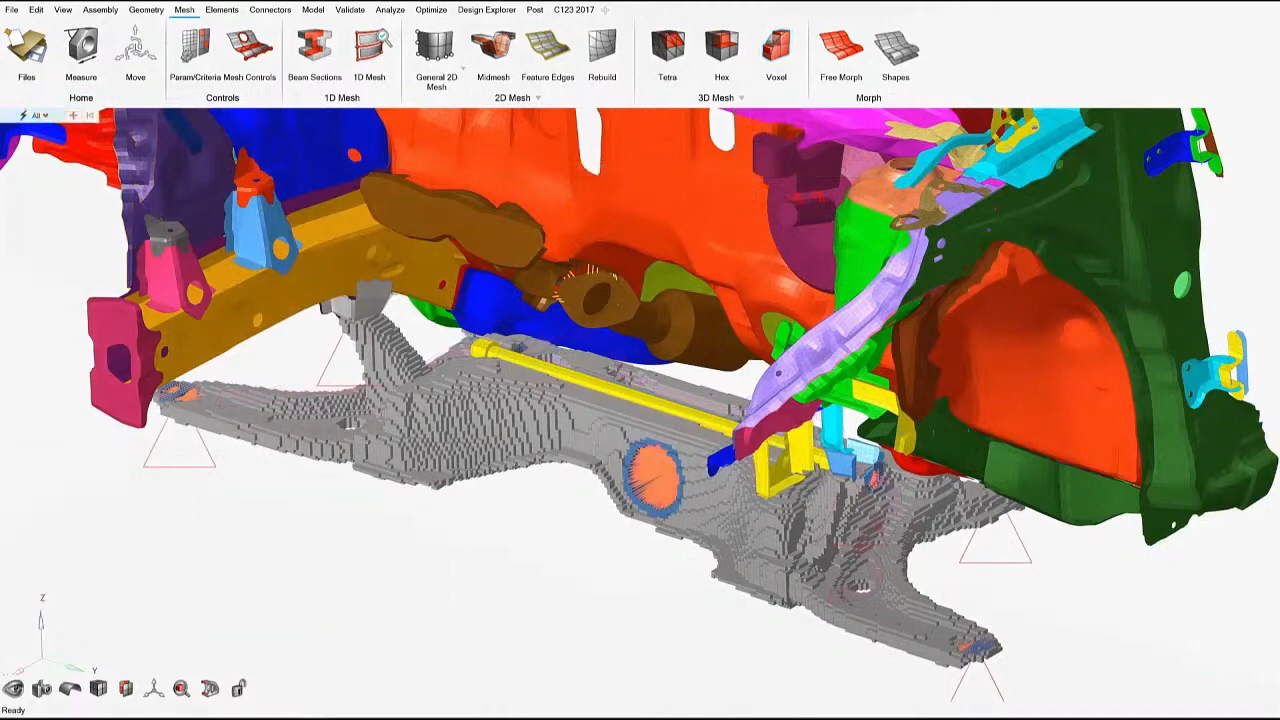 File Edit View Assembly Geometry Mesh Elements Connectors Model Validate Analyze Optimize Design Explorer Post C123 2017
Files Measure Move Param/Criteria Mesh Controls Beam Sections 1D Mesh General 2D Mesh Midmesh Feature Edges Rebuild Tetra Hex Voxel Free Morph Shapes
Home Controls 1D Mesh 2D Mesh 3D Mesh Morph
All
Z
Y
Ready